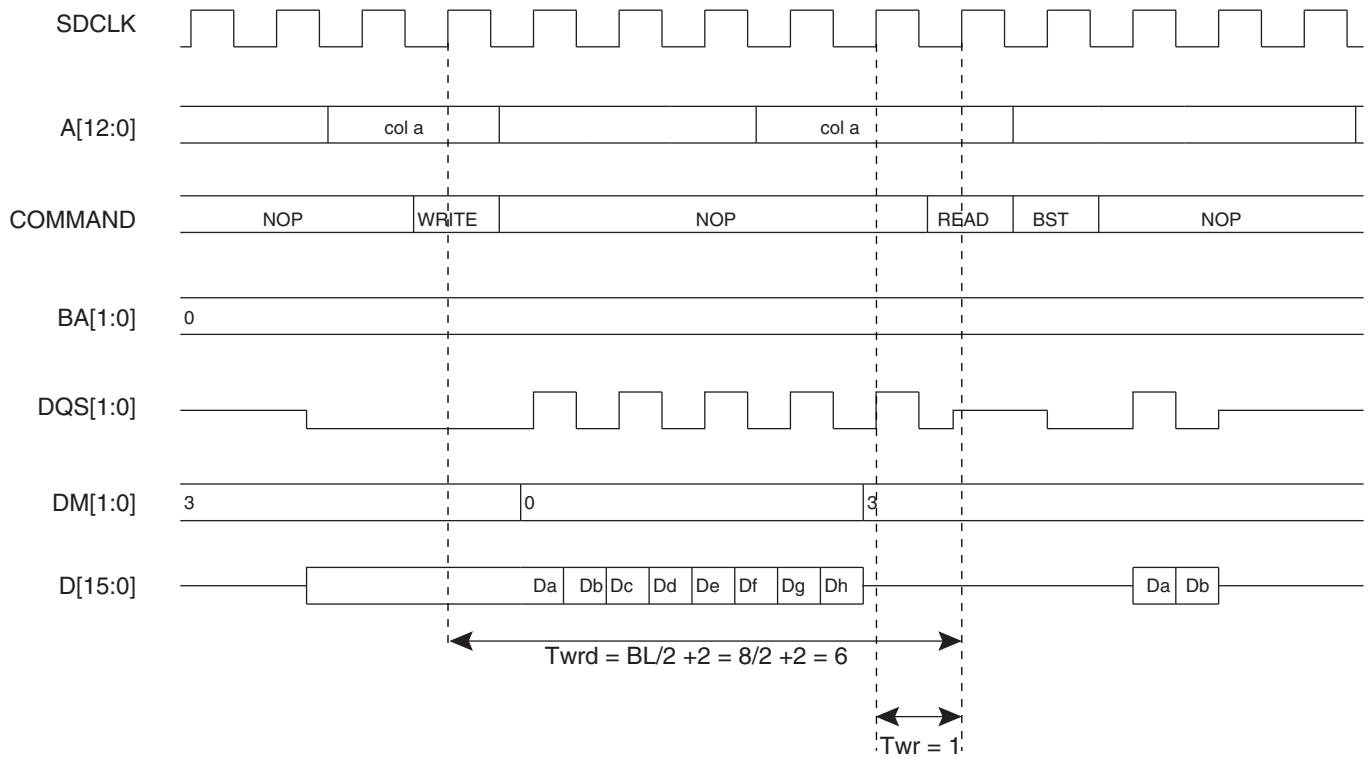 SDCLK
A[12:0] col a col a
COMMAND NOP WRITE NOP READ BST NOP
BA[1:0] 0
DQS[1:0]
DM[1:0] 3 0 3
D[15:0] Da Db Dc Dd De Df Dg Dh Da Db
Twrd = BL/2 +2 = 8/2 +2 = 6
Twr = 1